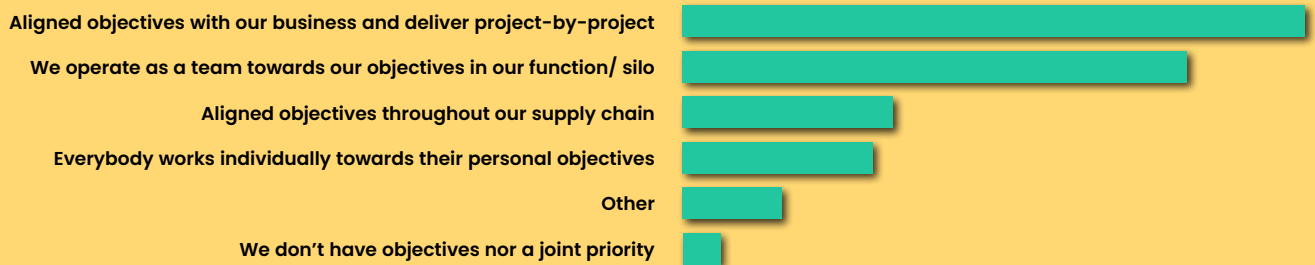 Aligned objectives with our business and deliver project-by-project
We operate as a team towards our objectives in our function/ silo
Aligned objectives throughout our supply chain
Everybody works individually towards their personal objectives
Other
We don’t have objectives nor a joint priority